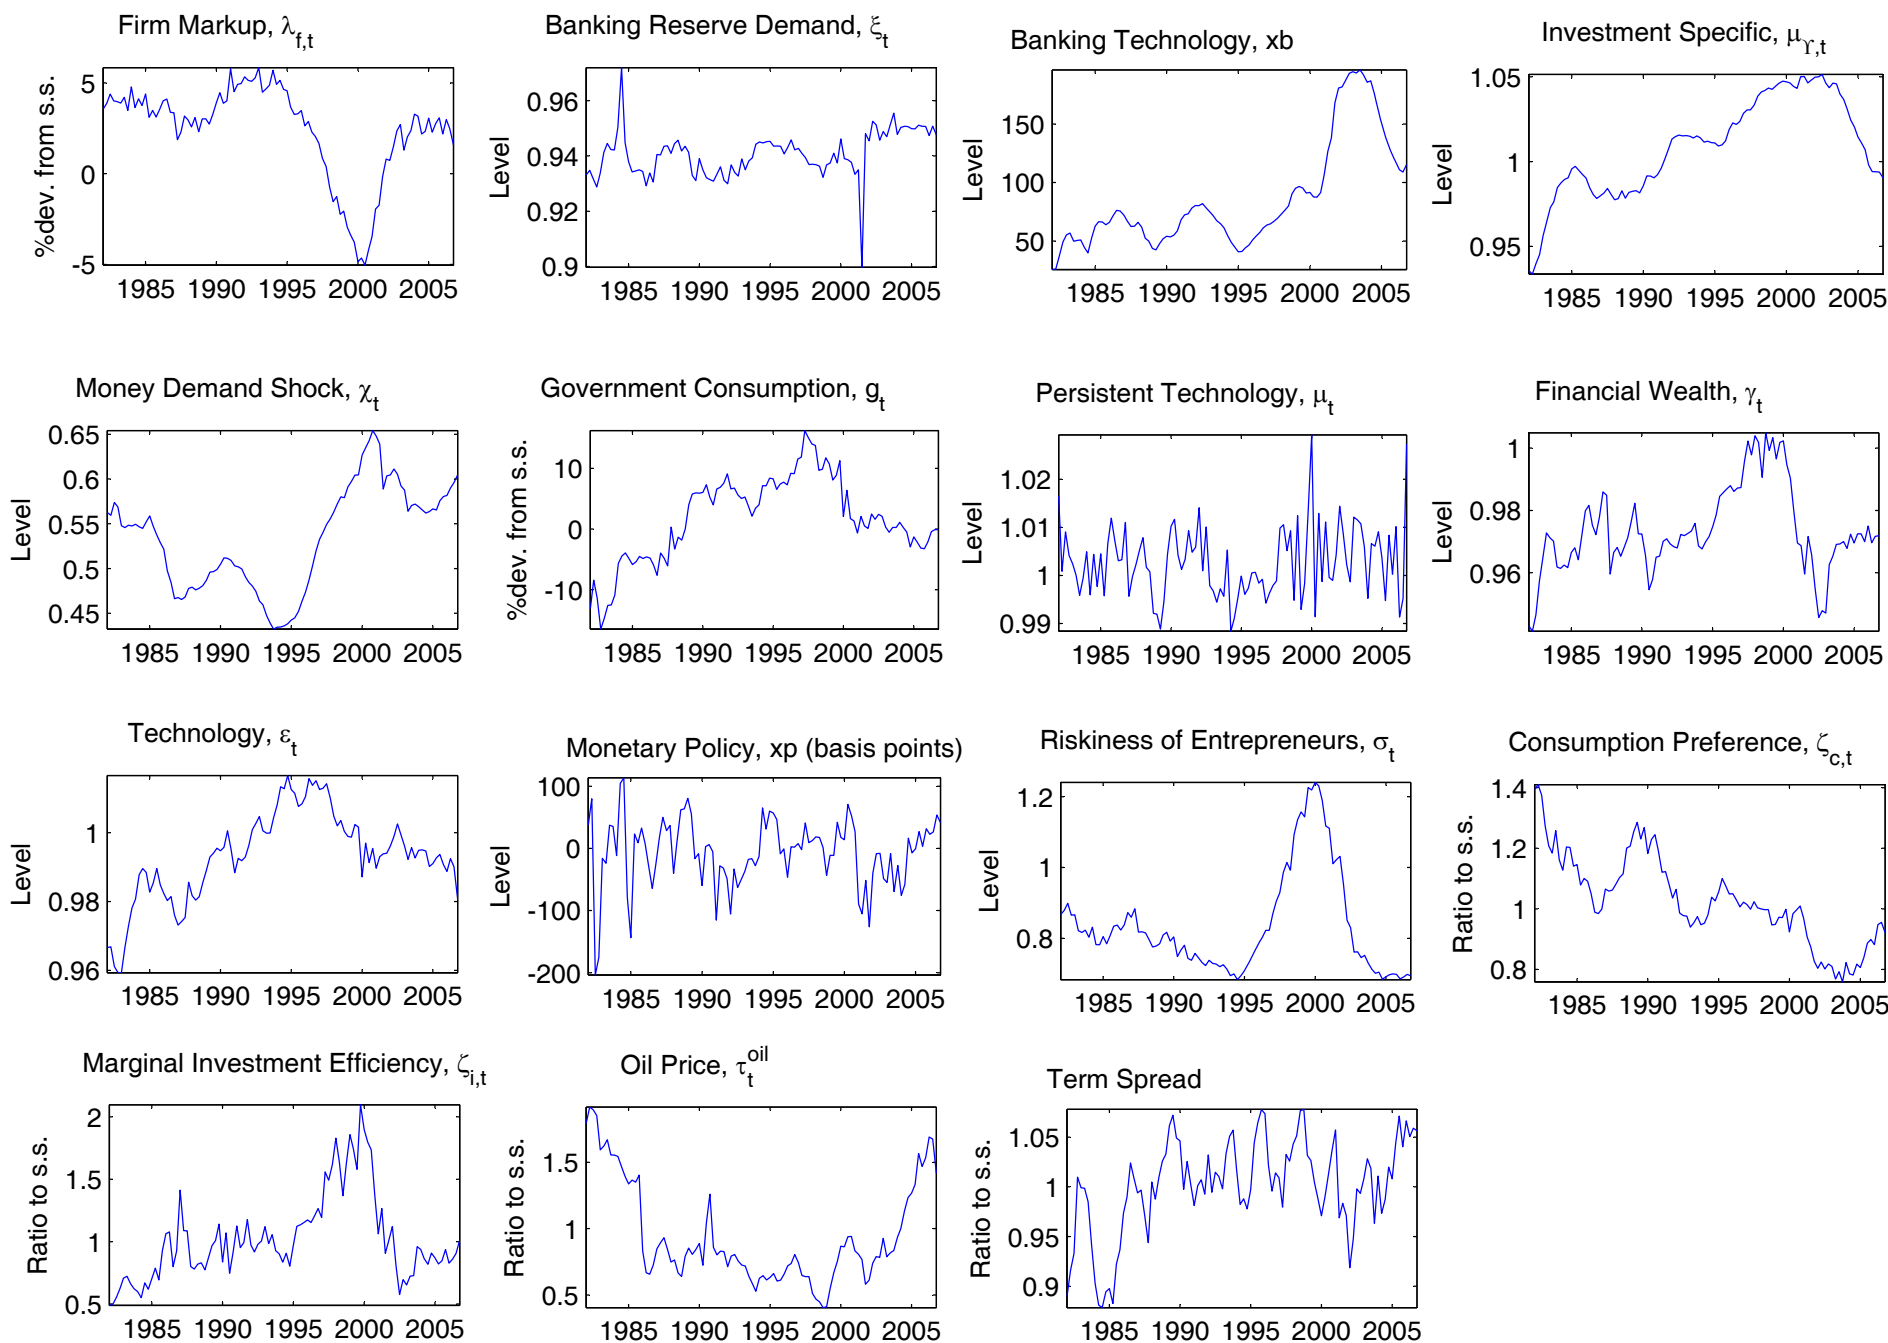 Firm Markup, λf,t
%dev. from s.s.
5
0
-5
1985 1990 1995 2000 2005
Banking Reserve Demand, ξt
Level
0.96
0.94
0.92
0.9
1985 1990 1995 2000 2005
Banking Technology, xb
Level
150
100
50
1985 1990 1995 2000 2005
Investment Specific, μϒ,t
Level
1.05
1
0.95
1985 1990 1995 2000 2005
Money Demand Shock, χt
Level
0.65
0.6
0.55
0.5
0.45
1985 1990 1995 2000 2005
Government Consumption, gt
%dev. from s.s.
10
0
-10
1985 1990 1995 2000 2005
Persistent Technology, μt
Level
1.02
1.01
1
0.99
1985 1990 1995 2000 2005
Financial Wealth, γt
Level
1
0.98
0.96
1985 1990 1995 2000 2005
Technology, εt
Level
1
0.98
0.96
1985 1990 1995 2000 2005
Monetary Policy, xp (basis points)
Level
100
0
-100
-200
1985 1990 1995 2000 2005
Riskiness of Entrepreneurs, σt
Level
1.2
1
0.8
1985 1990 1995 2000 2005
Consumption Preference, ζc,t
Ratio to s.s.
1.4
1.2
1
0.8
1985 1990 1995 2000 2005
Marginal Investment Efficiency, ζi,t
Ratio to s.s.
2
1.5
1
0.5
1985 1990 1995 2000 2005
Oil Price, τt oil
Ratio to s.s.
1.5
1
0.5
1985 1990 1995 2000 2005
Term Spread
Ratio to s.s.
1.05
1
0.95
0.9
1985 1990 1995 2000 2005